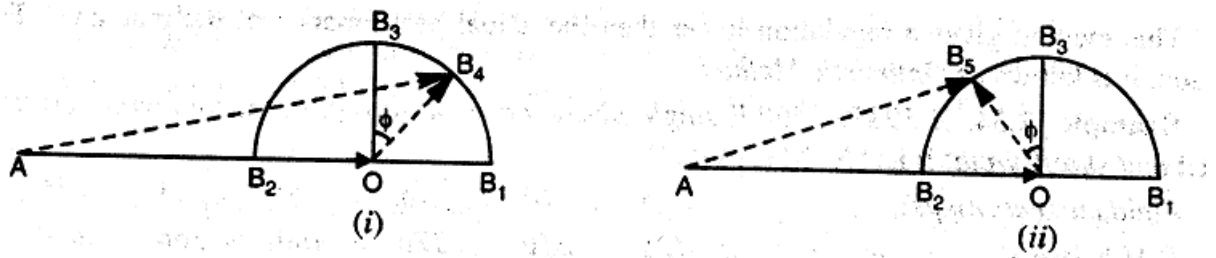 B₃
B₄
ϕ
A
B₂
O
B₁
(i)
B₃
B₅
ϕ
A
B₂
O
B₁
(ii)